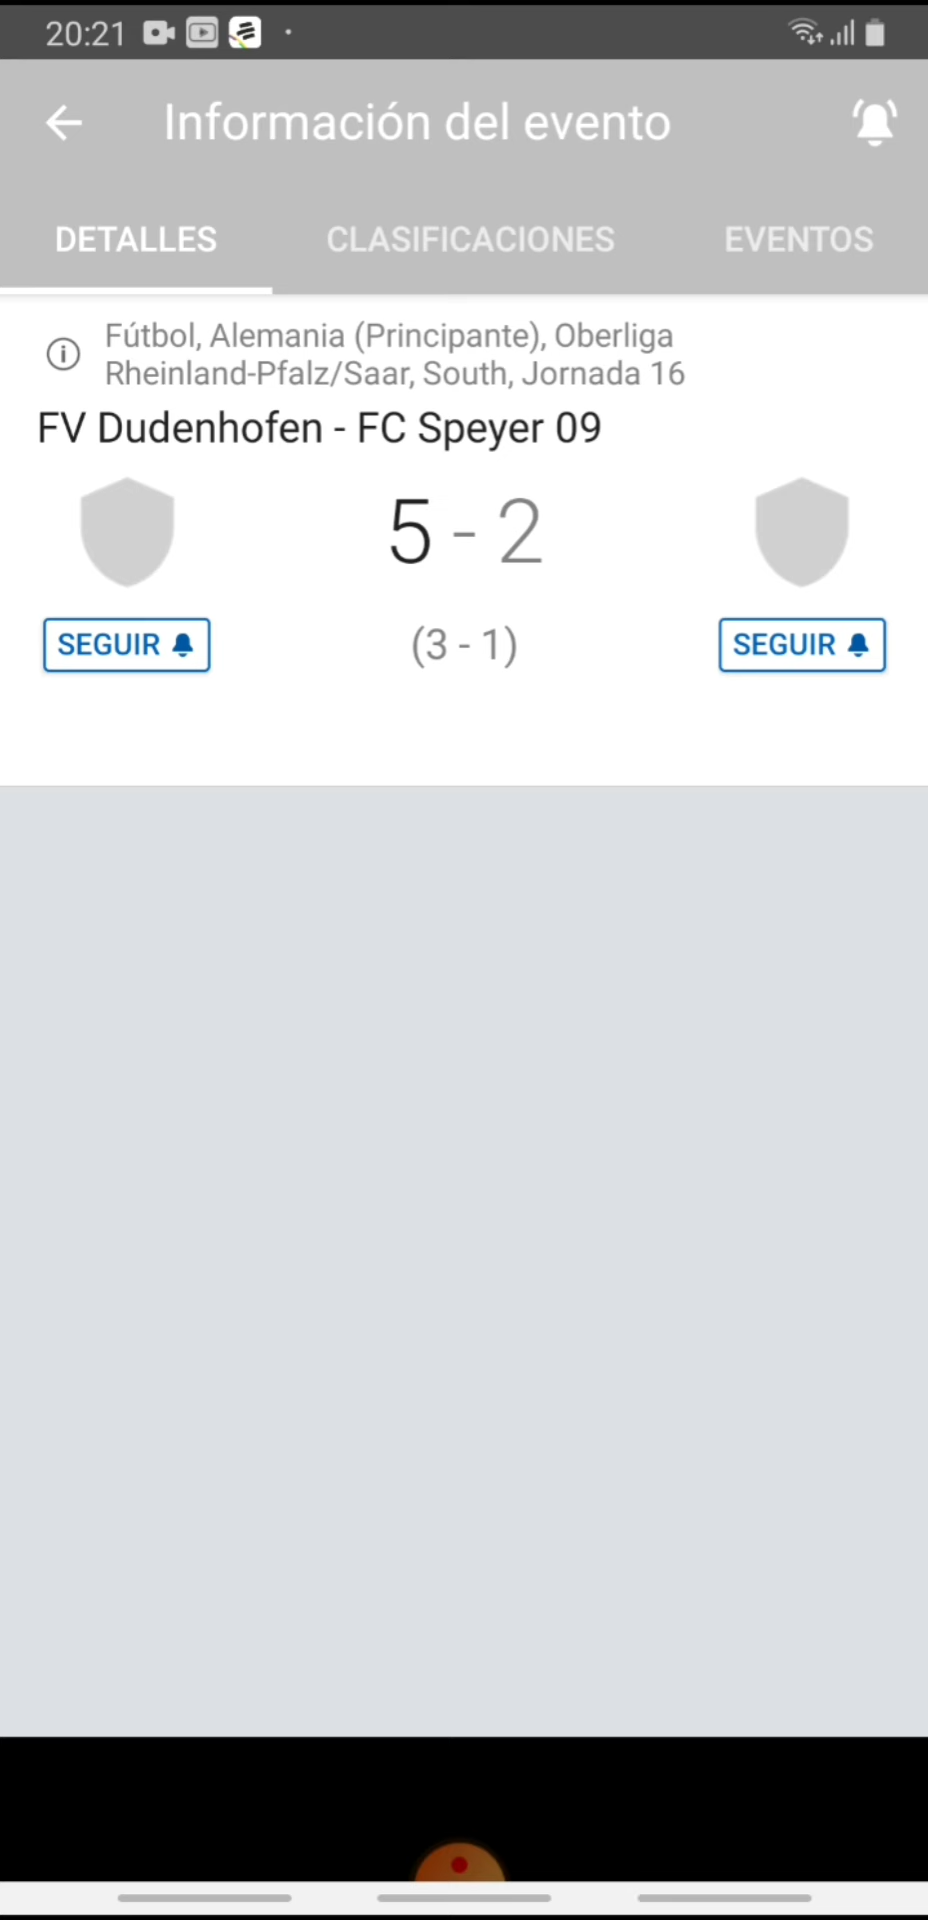 20:21
Información del evento
DETALLES CLASIFICACIONES EVENTOS
Fútbol, Alemania (Principante), Oberliga
Rheinland-Pfalz/Saar, South, Jornada 16
FV Dudenhofen - FC Speyer 09
5 - 2
SEGUIR (3 - 1) SEGUIR